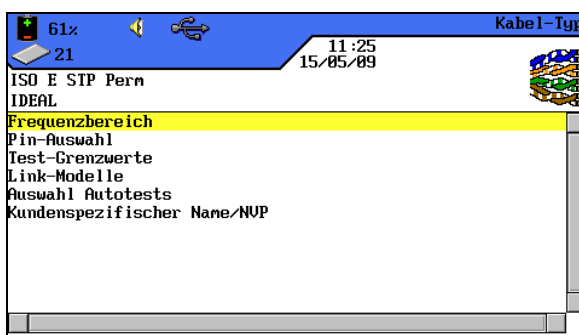 61% Kabel-Typ
21 11:25
15/05/09
ISO E STP Perm
IDEAL
Frequenzbereich
Pin-Auswahl
Test-Grenzwerte
Link-Modelle
Auswahl Autotests
Kundenspezifischer Name/NVP